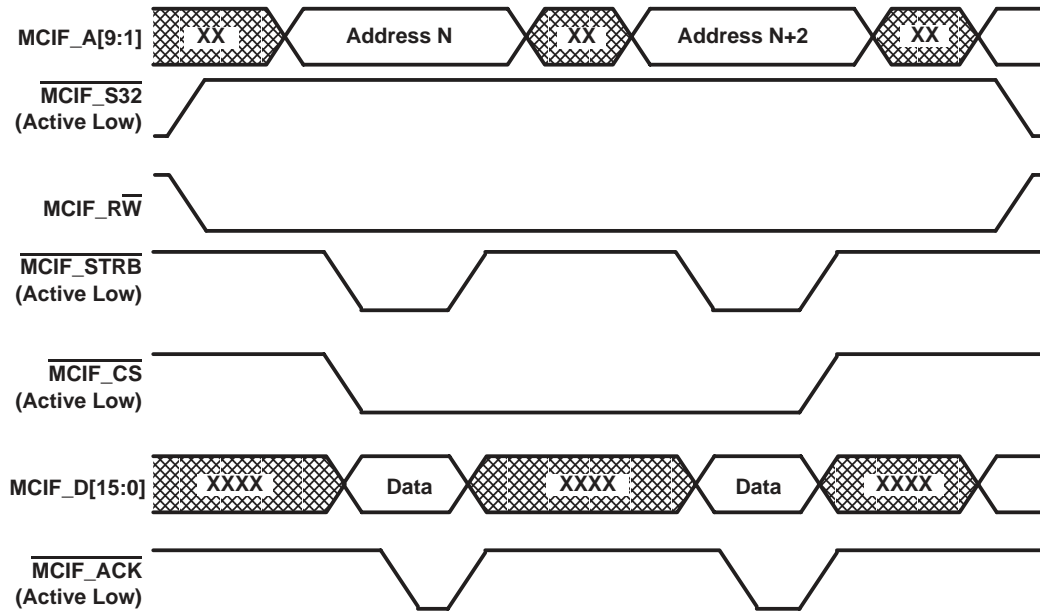 MCIF_A[9:1] XX Address N XX Address N+2 XX
MCIF_S32
(Active Low)
MCIF_RW
MCIF_STRB
(Active Low)
MCIF_CS
(Active Low)
MCIF_D[15:0] XXXX Data XXXX Data XXXX
MCIF_ACK
(Active Low)